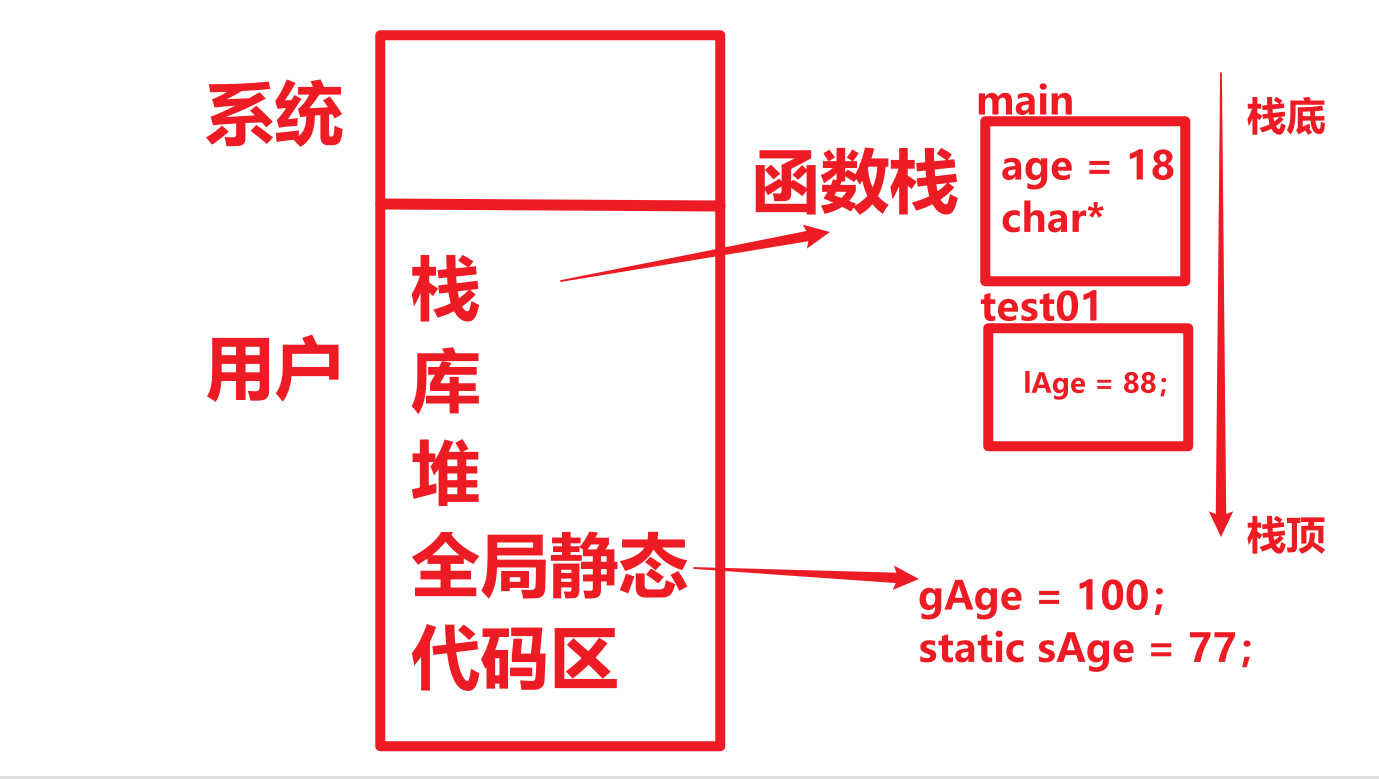 系统
用户
栈
库
堆
全局静态
代码区
函数栈
main
age = 18
char*
test01
lAge = 88;
栈底
栈顶
gAge = 100;
static sAge = 77;